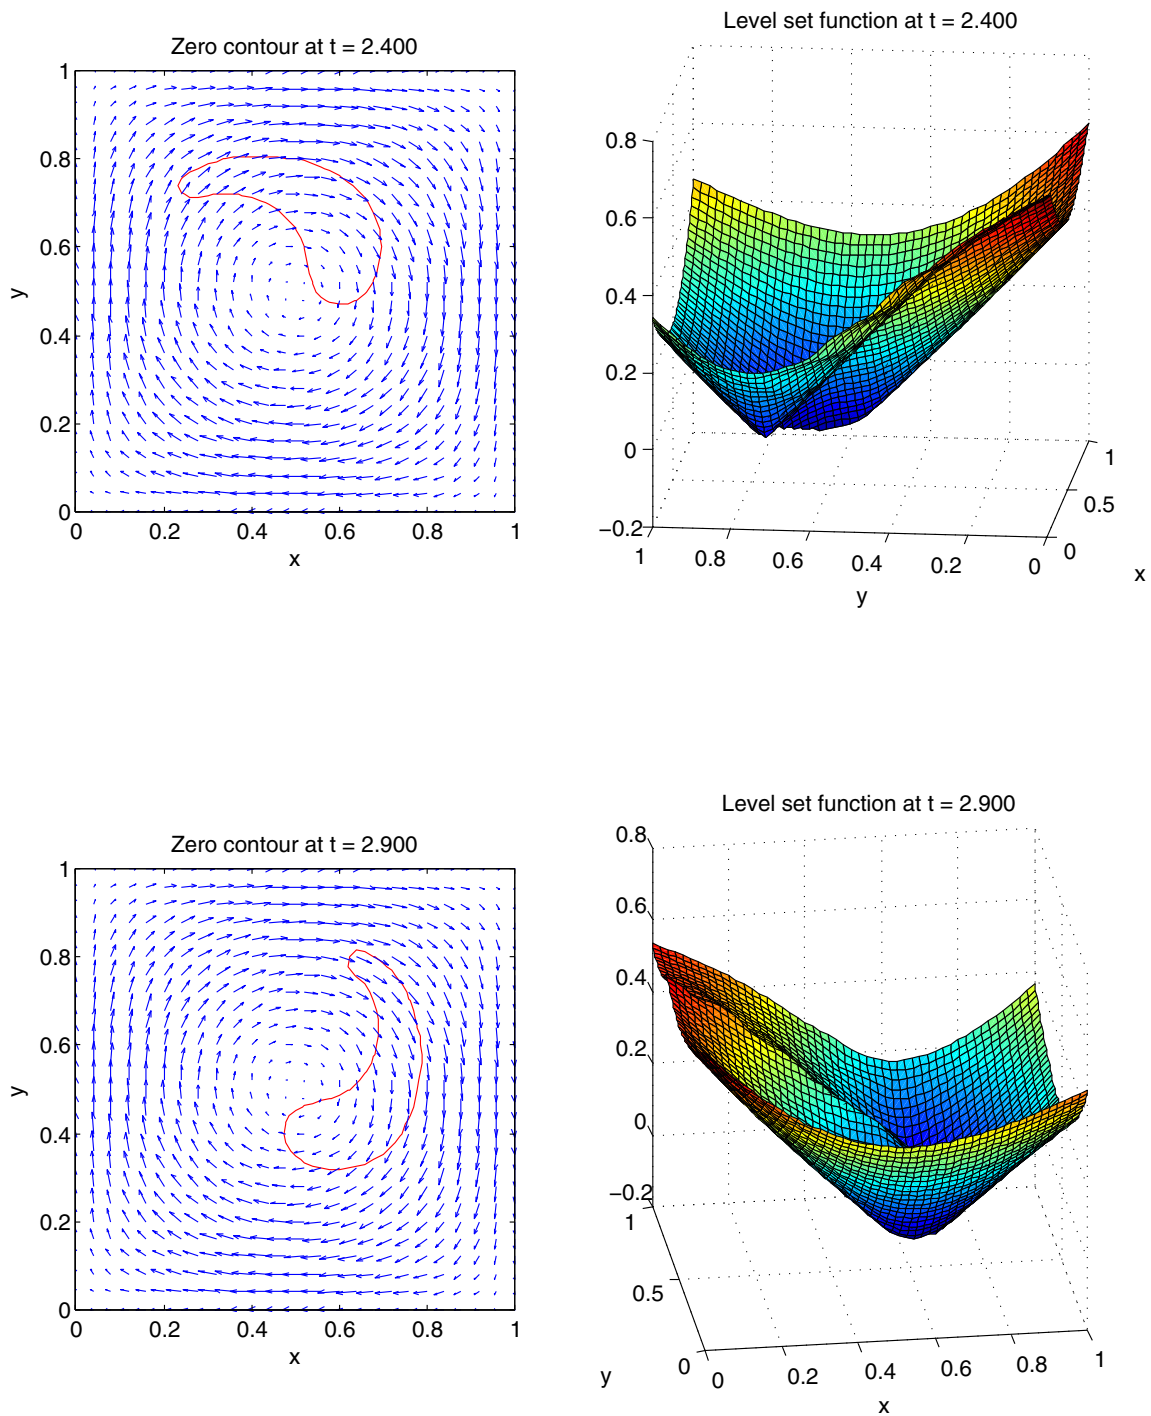 Zero contour at t = 2.400
1
0.8
0.6
y
0.4
0.2
0
0 0.2 0.4 0.6 0.8 1
x
Level set function at t = 2.400
0.8
0.6
0.4
0.2
0
−0.2
1 0.8 0.6 0.4 0.2 0
y
0 0.5 1
x
Zero contour at t = 2.900
1
0.8
0.6
y
0.4
0.2
0
0 0.2 0.4 0.6 0.8 1
x
Level set function at t = 2.900
0.8
0.6
0.4
0.2
0
−0.2
1
0.5
0
y
0 0.2 0.4 0.6 0.8 1
x